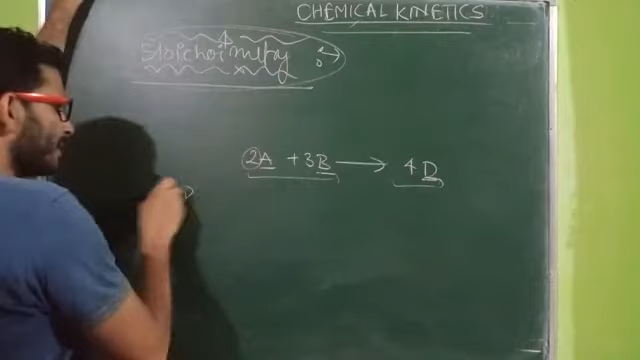 CHEMICAL KINETICS
Stoichiometry :→
2A + 3B → 4D